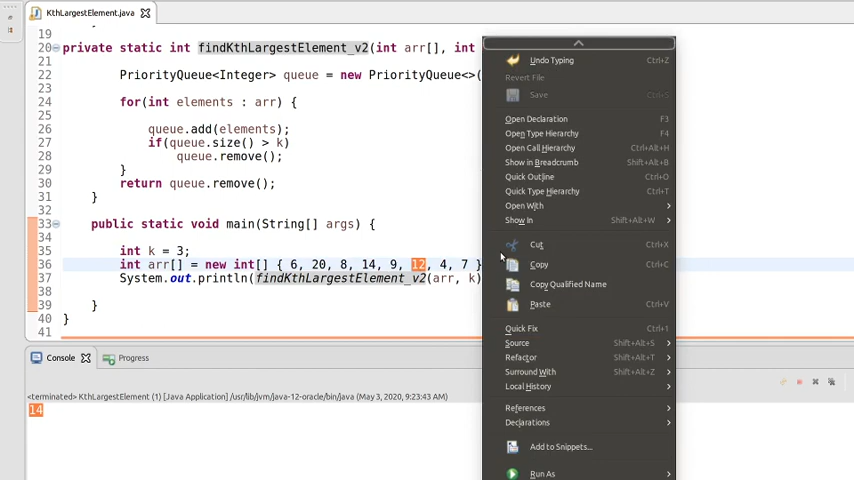 KthLargestElement.java
19
20 private static int findKthLargestElement_v2(int arr[], int
21
22 PriorityQueue<Integer> queue = new PriorityQueue<>(
23
24 for(int elements : arr) {
25
26 queue.add(elements);
27 if(queue.size() > k)
28 queue.remove();
29 }
30 return queue.remove();
31 }
32
33 public static void main(String[] args) {
34
35 int k = 3;
36 int arr[] = new int[] { 6, 20, 8, 14, 9, 12, 4, 7 }
37 System.out.println(findKthLargestElement_v2(arr, k)
38
39 }
40 }
41
Undo Typing Ctrl+Z
Revert File
Save Ctrl+S
Open Declaration F3
Open Type Hierarchy F4
Open Call Hierarchy Ctrl+Alt+H
Show in Breadcrumb Shift+Alt+B
Quick Outline Ctrl+O
Quick Type Hierarchy Ctrl+T
Open With
Show In Shift+Alt+W
Cut Ctrl+X
Copy Ctrl+C
Copy Qualified Name
Paste Ctrl+V
Quick Fix Ctrl+1
Source Shift+Alt+S
Refactor Shift+Alt+T
Surround With Shift+Alt+Z
Local History
References
Declarations
Add to Snippets...
Run As
Console Progress
<terminated> KthLargestElement (1) [Java Application] /usr/lib/jvm/java-12-oracle/bin/java (May 3, 2020, 9:23:43 AM)
14